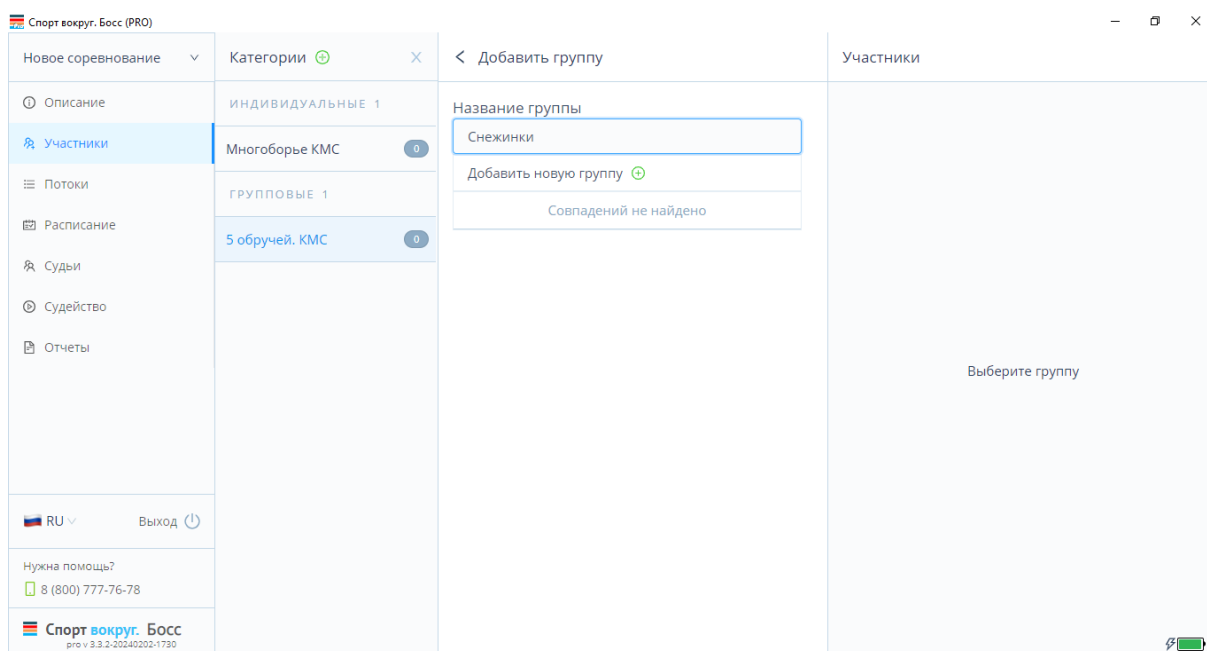 Спорт вокруг. Босс (PRO)
Новое соревнование
Описание
Участники
Потоки
Расписание
Судьи
Судейство
Отчеты
RU
Выход
Нужна помощь?
8 (800) 777-76-78
Спорт вокруг. Босс
pro v 3.3.2-20240202-1730
Категории
X
ИНДИВИДУАЛЬНЫЕ 1
Многоборье КМС 0
ГРУППОВЫЕ 1
5 обручей. КМС 0
Добавить группу
Название группы
Снежинки
Добавить новую группу
Совпадений не найдено
Участники
Выберите группу